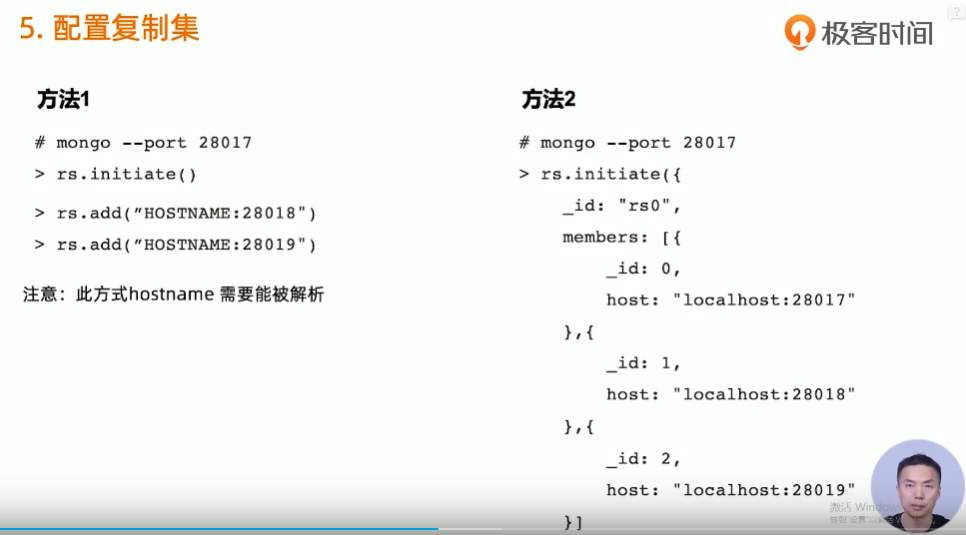 5. 配置复制集
极客时间
方法1
# mongo --port 28017
> rs.initiate()
> rs.add(”HOSTNAME:28018")
> rs.add(”HOSTNAME:28019")
注意：此方式hostname 需要能被解析
方法2
# mongo --port 28017
> rs.initiate({
_id: "rs0",
members: [{
_id: 0,
host: "localhost:28017"
},{
_id: 1,
host: "localhost:28018"
},{
_id: 2,
host: "localhost:28019"
}]
激活 Windows
?